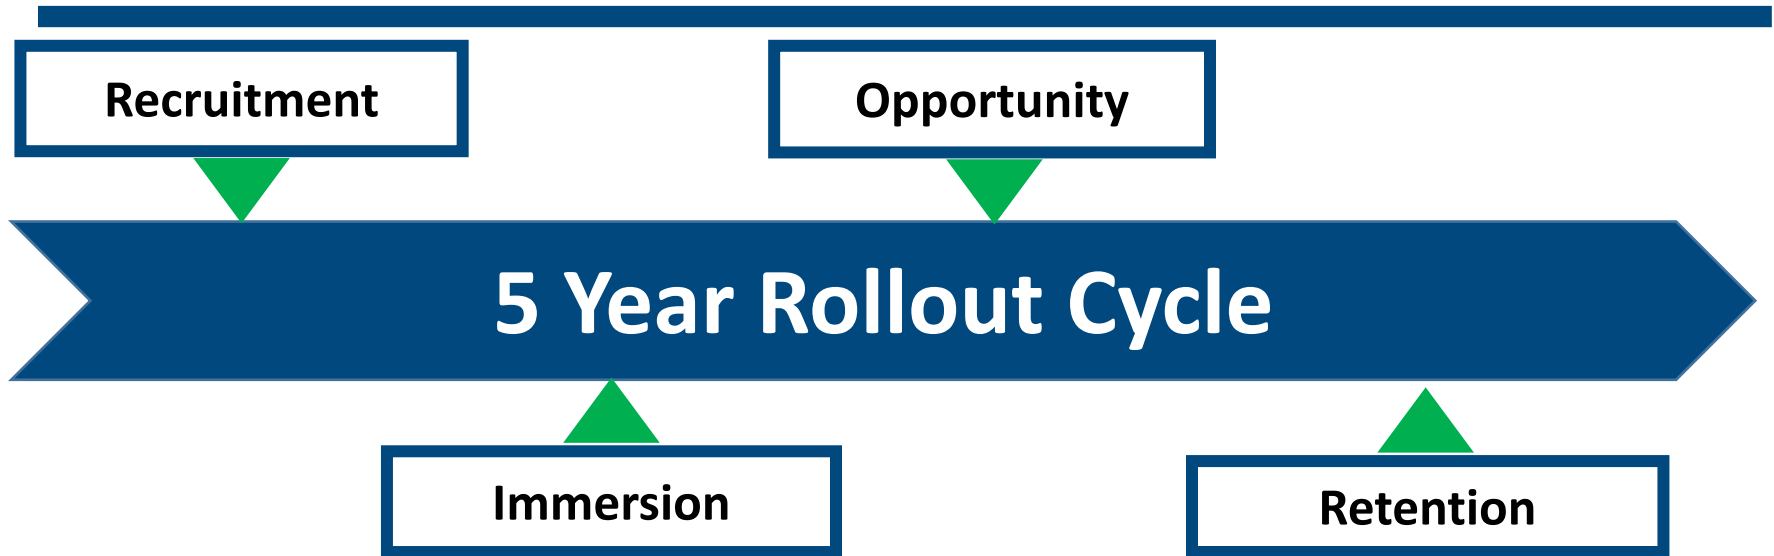 Recruitment
Opportunity
5 Year Rollout Cycle
Immersion
Retention